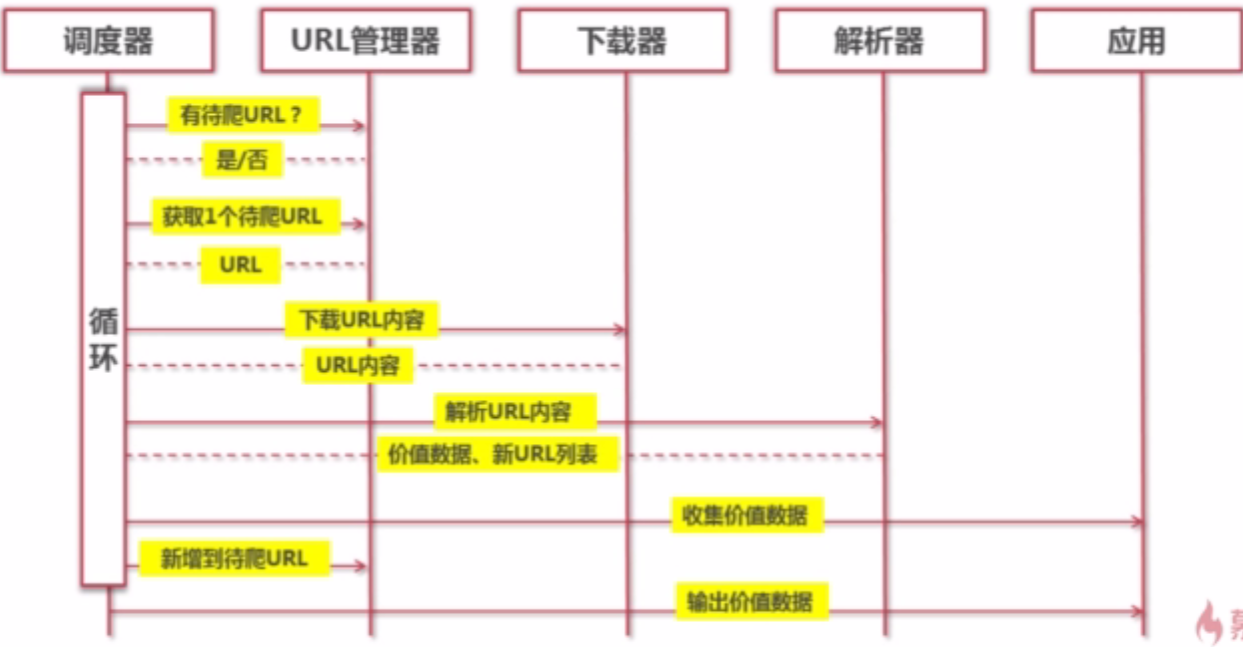 调度器
URL管理器
下载器
解析器
应用
有待爬URL？
是/否
获取1个待爬URL
URL
下载URL内容
URL内容
解析URL内容
价值数据、新URL列表
收集价值数据
新增到待爬URL
输出价值数据
循
环